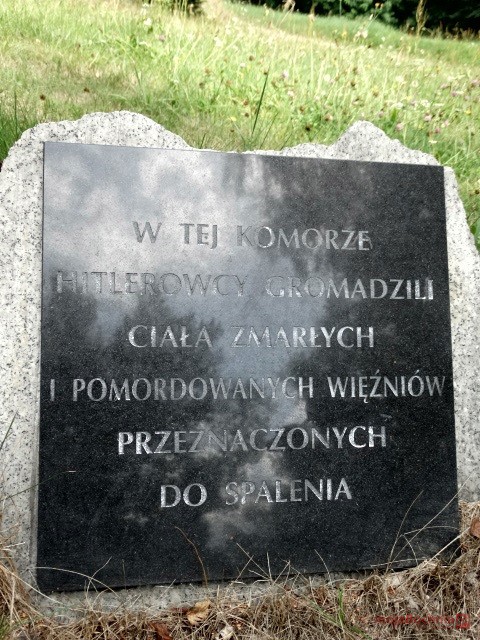 W TEJ KOMORZE
HITLEROWCY GROMADZILI
CIAŁA ZMARŁYCH
I POMORDOWANYCH WIĘŹNIÓW
PRZEZNACZONYCH
DO SPALENIA